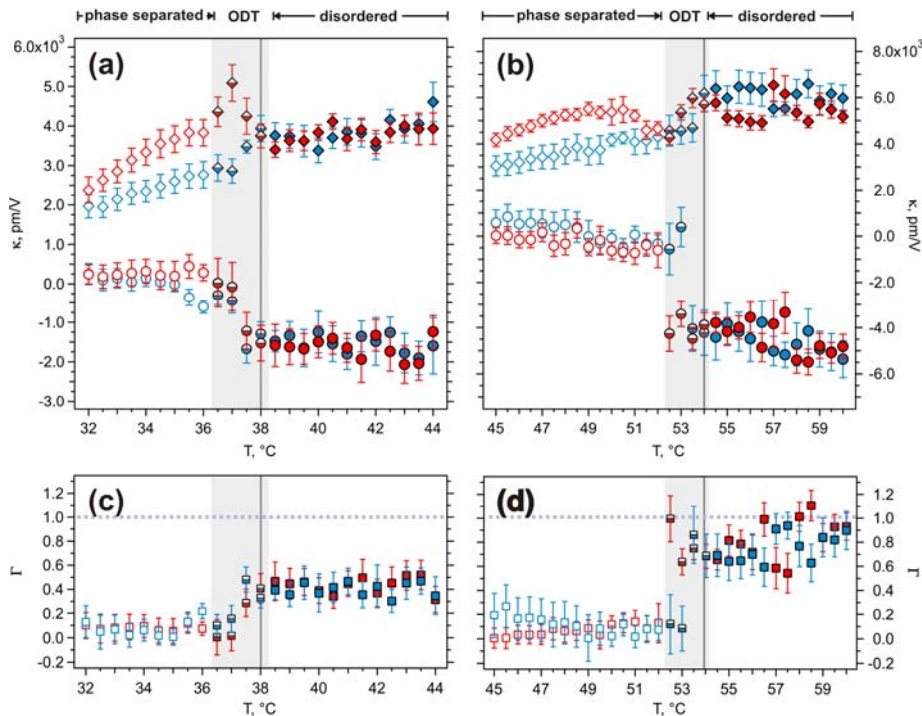 phase separated ODT disordered
phase separated ODT disordered
6.0x10³
5.0
4.0
3.0
2.0
1.0
0.0
-1.0
-2.0
-3.0
κ, pm/V
(a)
32 34 36 38 40 42 44
T, °C
8.0x10³
6.0
4.0
2.0
0.0
-2.0
-4.0
-6.0
κ, pm/V
(b)
45 47 49 51 53 55 57 59
T, °C
1.2
1.0
0.8
0.6
0.4
0.2
0.0
-0.2
Γ
(c)
32 34 36 38 40 42 44
T, °C
1.2
1.0
0.8
0.6
0.4
0.2
0.0
-0.2
Γ
(d)
45 47 49 51 53 55 57 59
T, °C